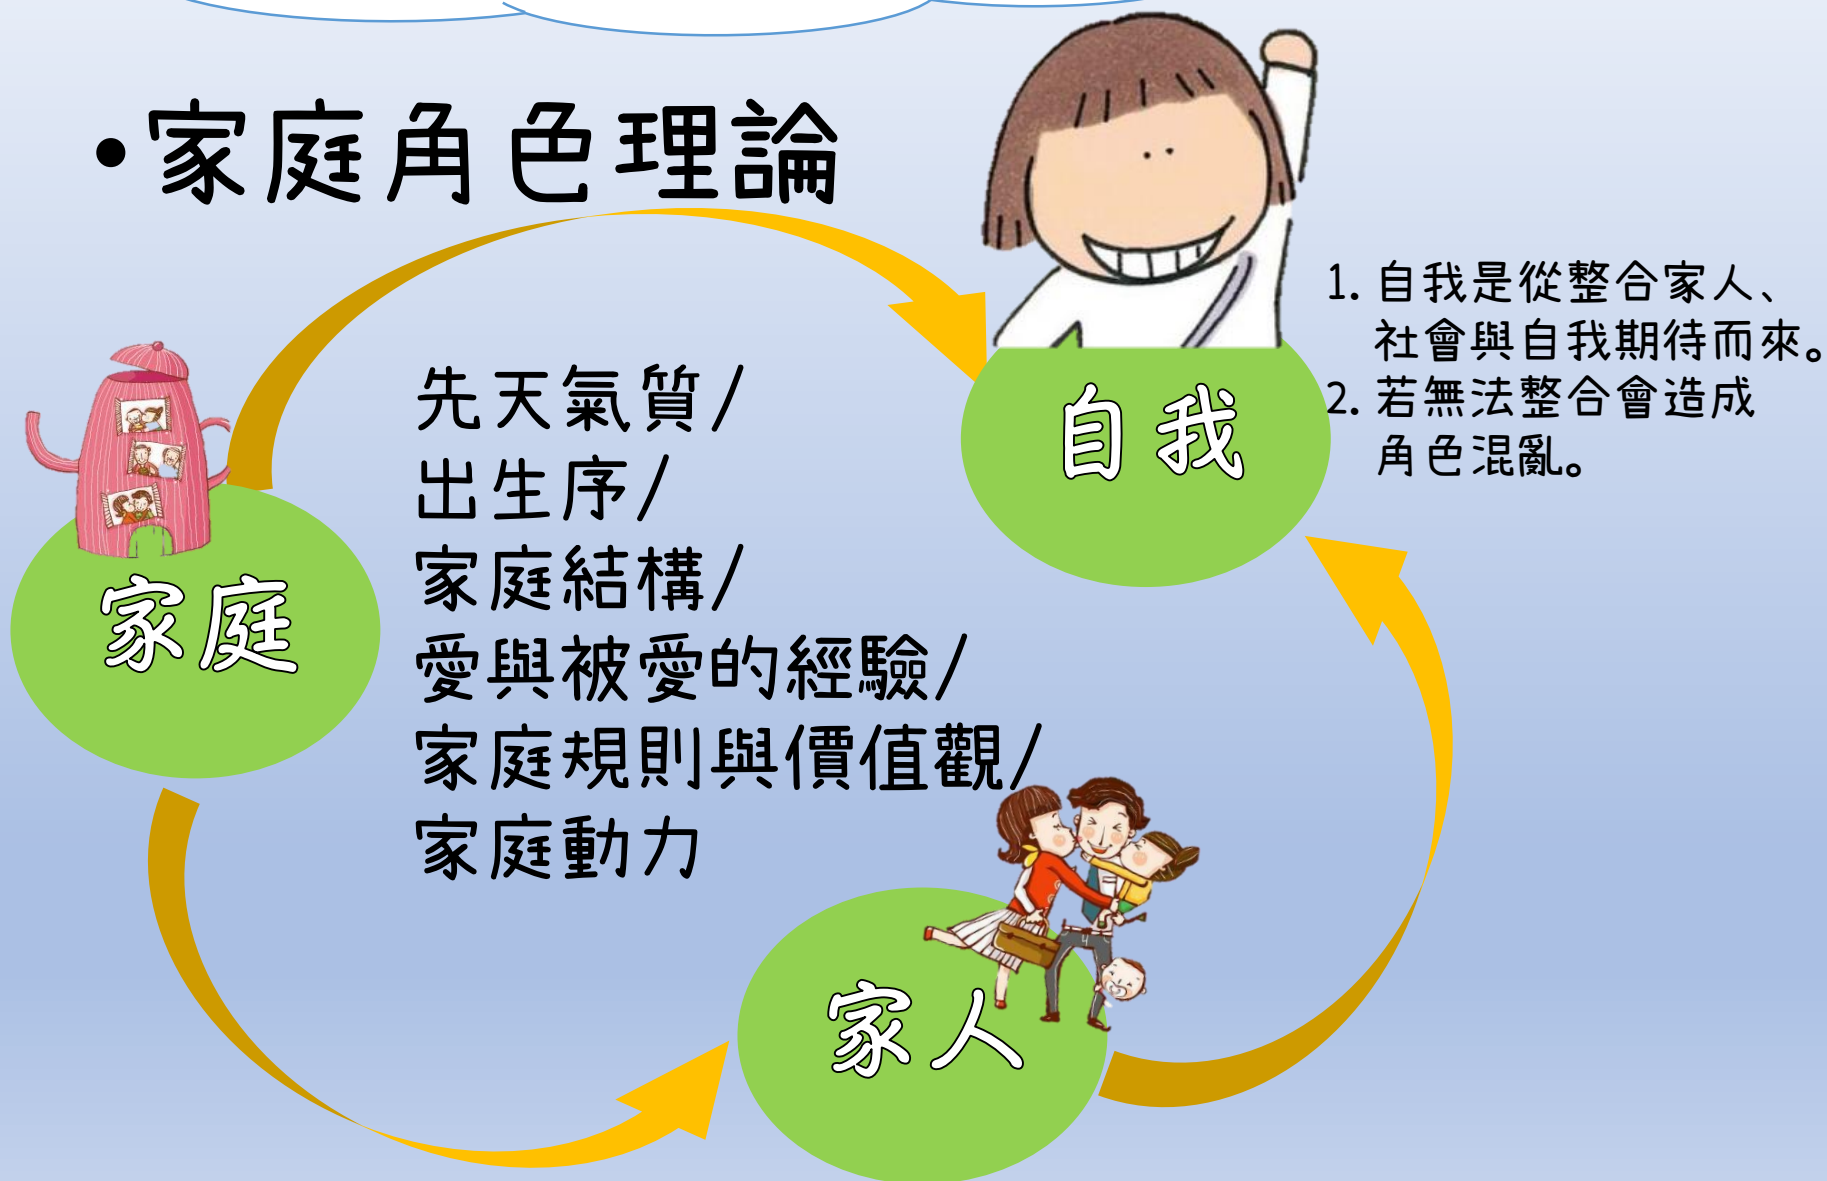 •家庭角色理論
1. 自我是從整合家人、
社會與自我期待而來。
2. 若無法整合會造成
角色混亂。
自我
先天氣質/
出生序/
家庭結構/
愛與被愛的經驗/
家庭規則與價值觀/
家庭動力
家庭
家人